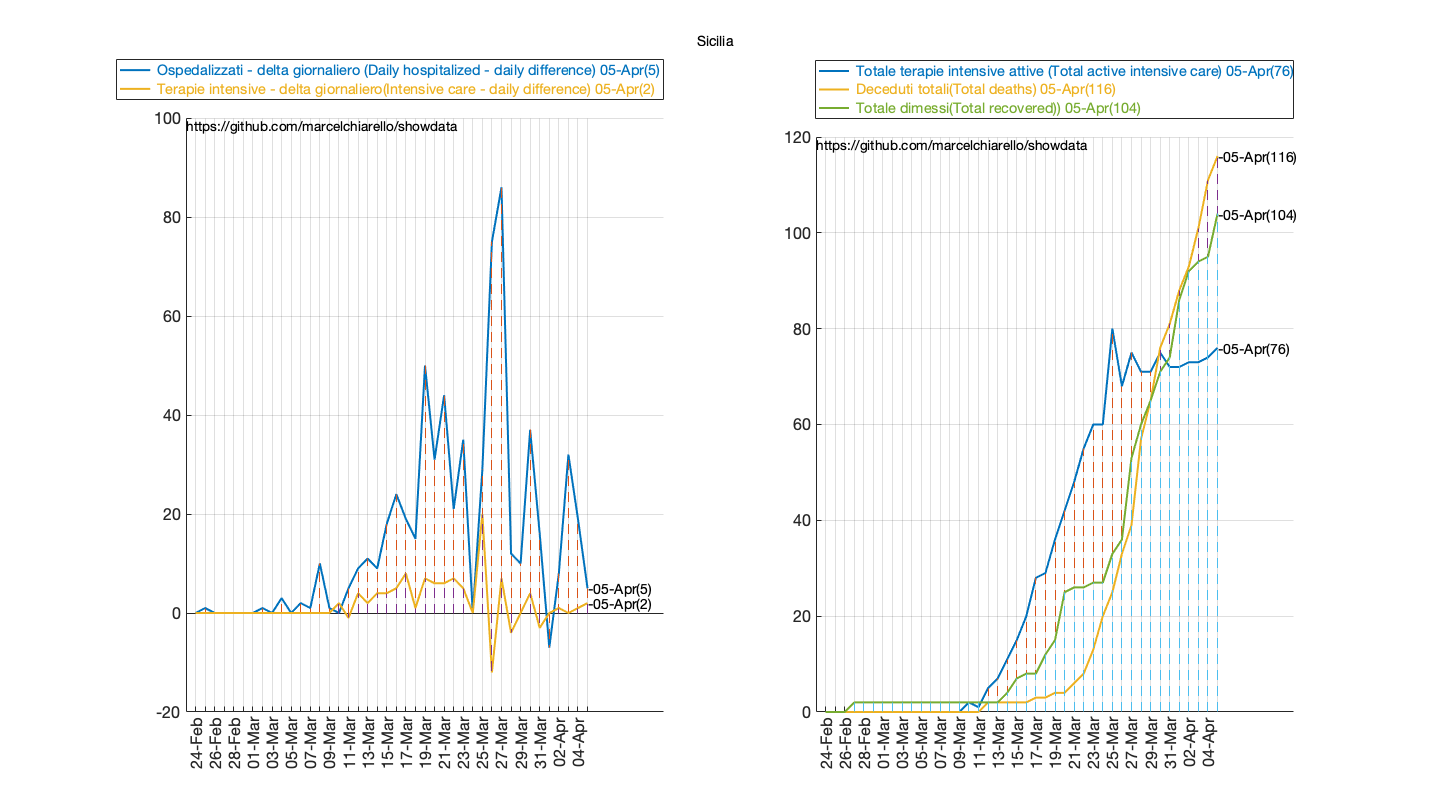 Sicilia
Ospedalizzati - delta giornaliero (Daily hospitalized - daily difference) 05-Apr(5)
Terapie intensive - delta giornaliero(Intensive care - daily difference) 05-Apr(2)
100
https://github.com/marcelchiarello/showdata
80
60
40
20
0
-20
-05-Apr(5)
-05-Apr(2)
24-Feb
26-Feb
28-Feb
01-Mar
03-Mar
05-Mar
07-Mar
09-Mar
11-Mar
13-Mar
15-Mar
17-Mar
19-Mar
21-Mar
23-Mar
25-Mar
27-Mar
29-Mar
31-Mar
02-Apr
04-Apr
Totale terapie intensive attive (Total active intensive care) 05-Apr(76)
Deceduti totali(Total deaths) 05-Apr(116)
Totale dimessi(Total recovered)) 05-Apr(104)
120
https://github.com/marcelchiarello/showdata
100
80
60
40
20
0
-05-Apr(116)
-05-Apr(104)
-05-Apr(76)
24-Feb
26-Feb
28-Feb
01-Mar
03-Mar
05-Mar
07-Mar
09-Mar
11-Mar
13-Mar
15-Mar
17-Mar
19-Mar
21-Mar
23-Mar
25-Mar
27-Mar
29-Mar
31-Mar
02-Apr
04-Apr